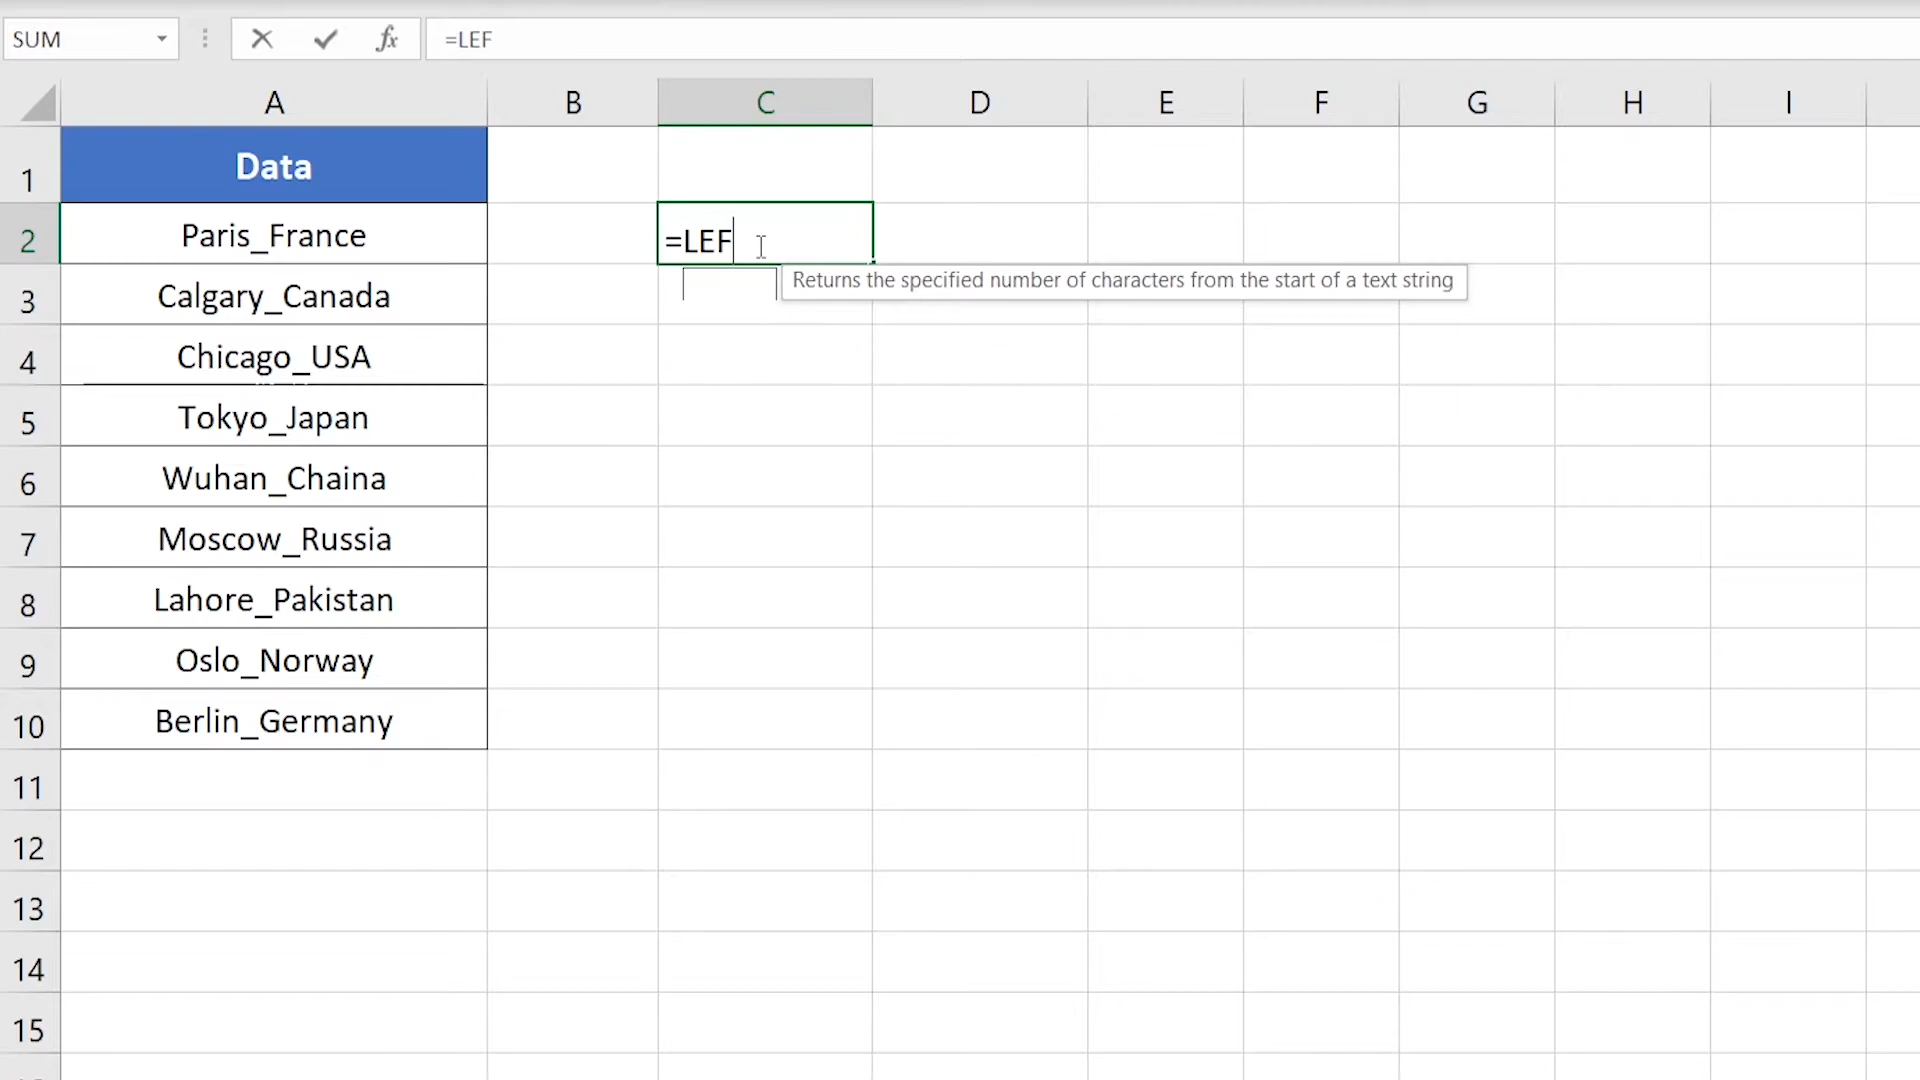 SUM
fx
=LEF
A B C D E F G H I
1 Data
2 Paris_France =LEF
Returns the specified number of characters from the start of a text string
3 Calgary_Canada
4 Chicago_USA
5 Tokyo_Japan
6 Wuhan_Chaina
7 Moscow_Russia
8 Lahore_Pakistan
9 Oslo_Norway
10 Berlin_Germany
11
12
13
14
15